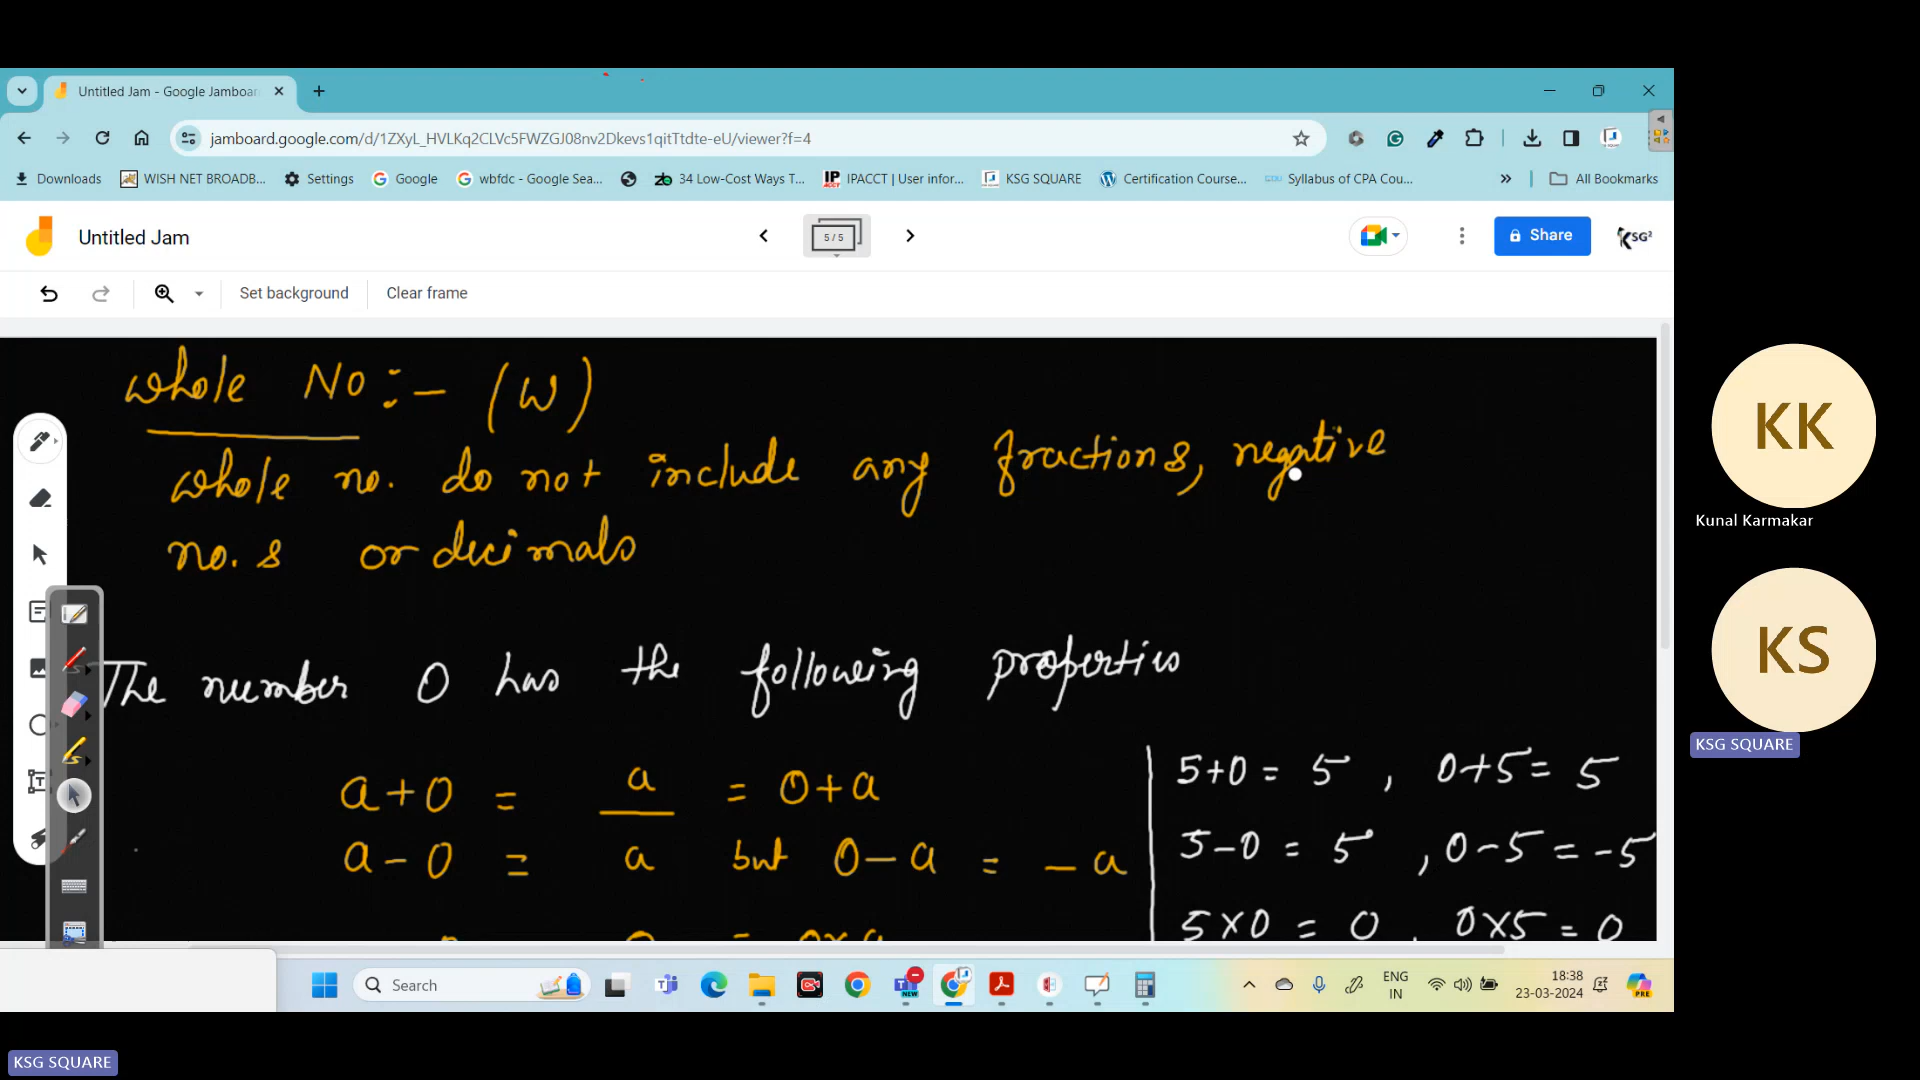 Untitled Jam - Google Jamboar
jamboard.google.com/d/1ZXyL_HVLKq2CLVc5FWZGJ08nv2Dkevs1qitTtdte-eU/viewer?f=4
Downloads WISH NET BROADB... Settings Google wbfdc - Google Sea... 34 Low-Cost Ways T... IPACCT | User infor... KSG SQUARE Certification Course... Syllabus of CPA Cou... » All Bookmarks
Untitled Jam 5 / 5 Share KSG²
Set background Clear frame
Whole No :- (W)
whole no. do not include any fractions, negative
no.s or decimals
The number 0 has the following properties
a+0 = a = 0+a
a-0 = a but 0-a = -a
5+0 = 5 , 0+5 = 5
5-0 = 5 , 0-5 = -5
5×0 = 0 , 0×5 = 0
KK
Kunal Karmakar
KS
KSG SQUARE
Search
NEW
ENG
IN
18:38
23-03-2024
PRE
KSG SQUARE